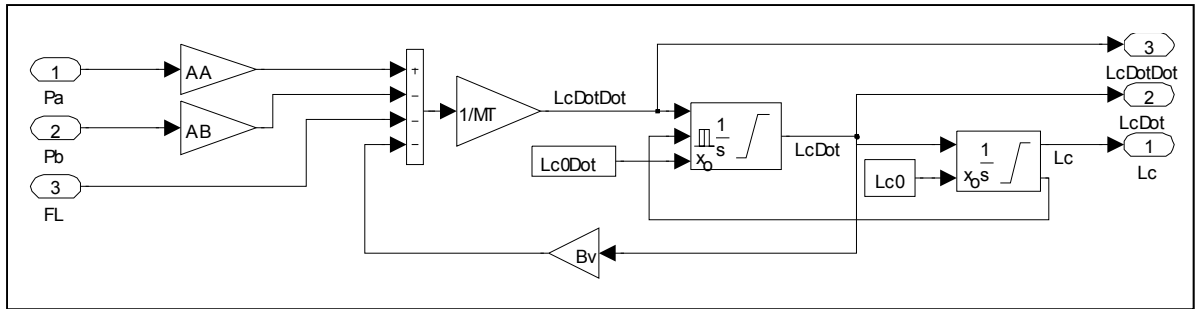 1
Pa
AA
2
Pb
AB
3
FL
+
−
−
−
1/MT
LcDotDot
Lc0Dot
1
s
xo
LcDot
Bv
Lc0
1
s
xo
Lc
3
LcDotDot
2
LcDot
1
Lc